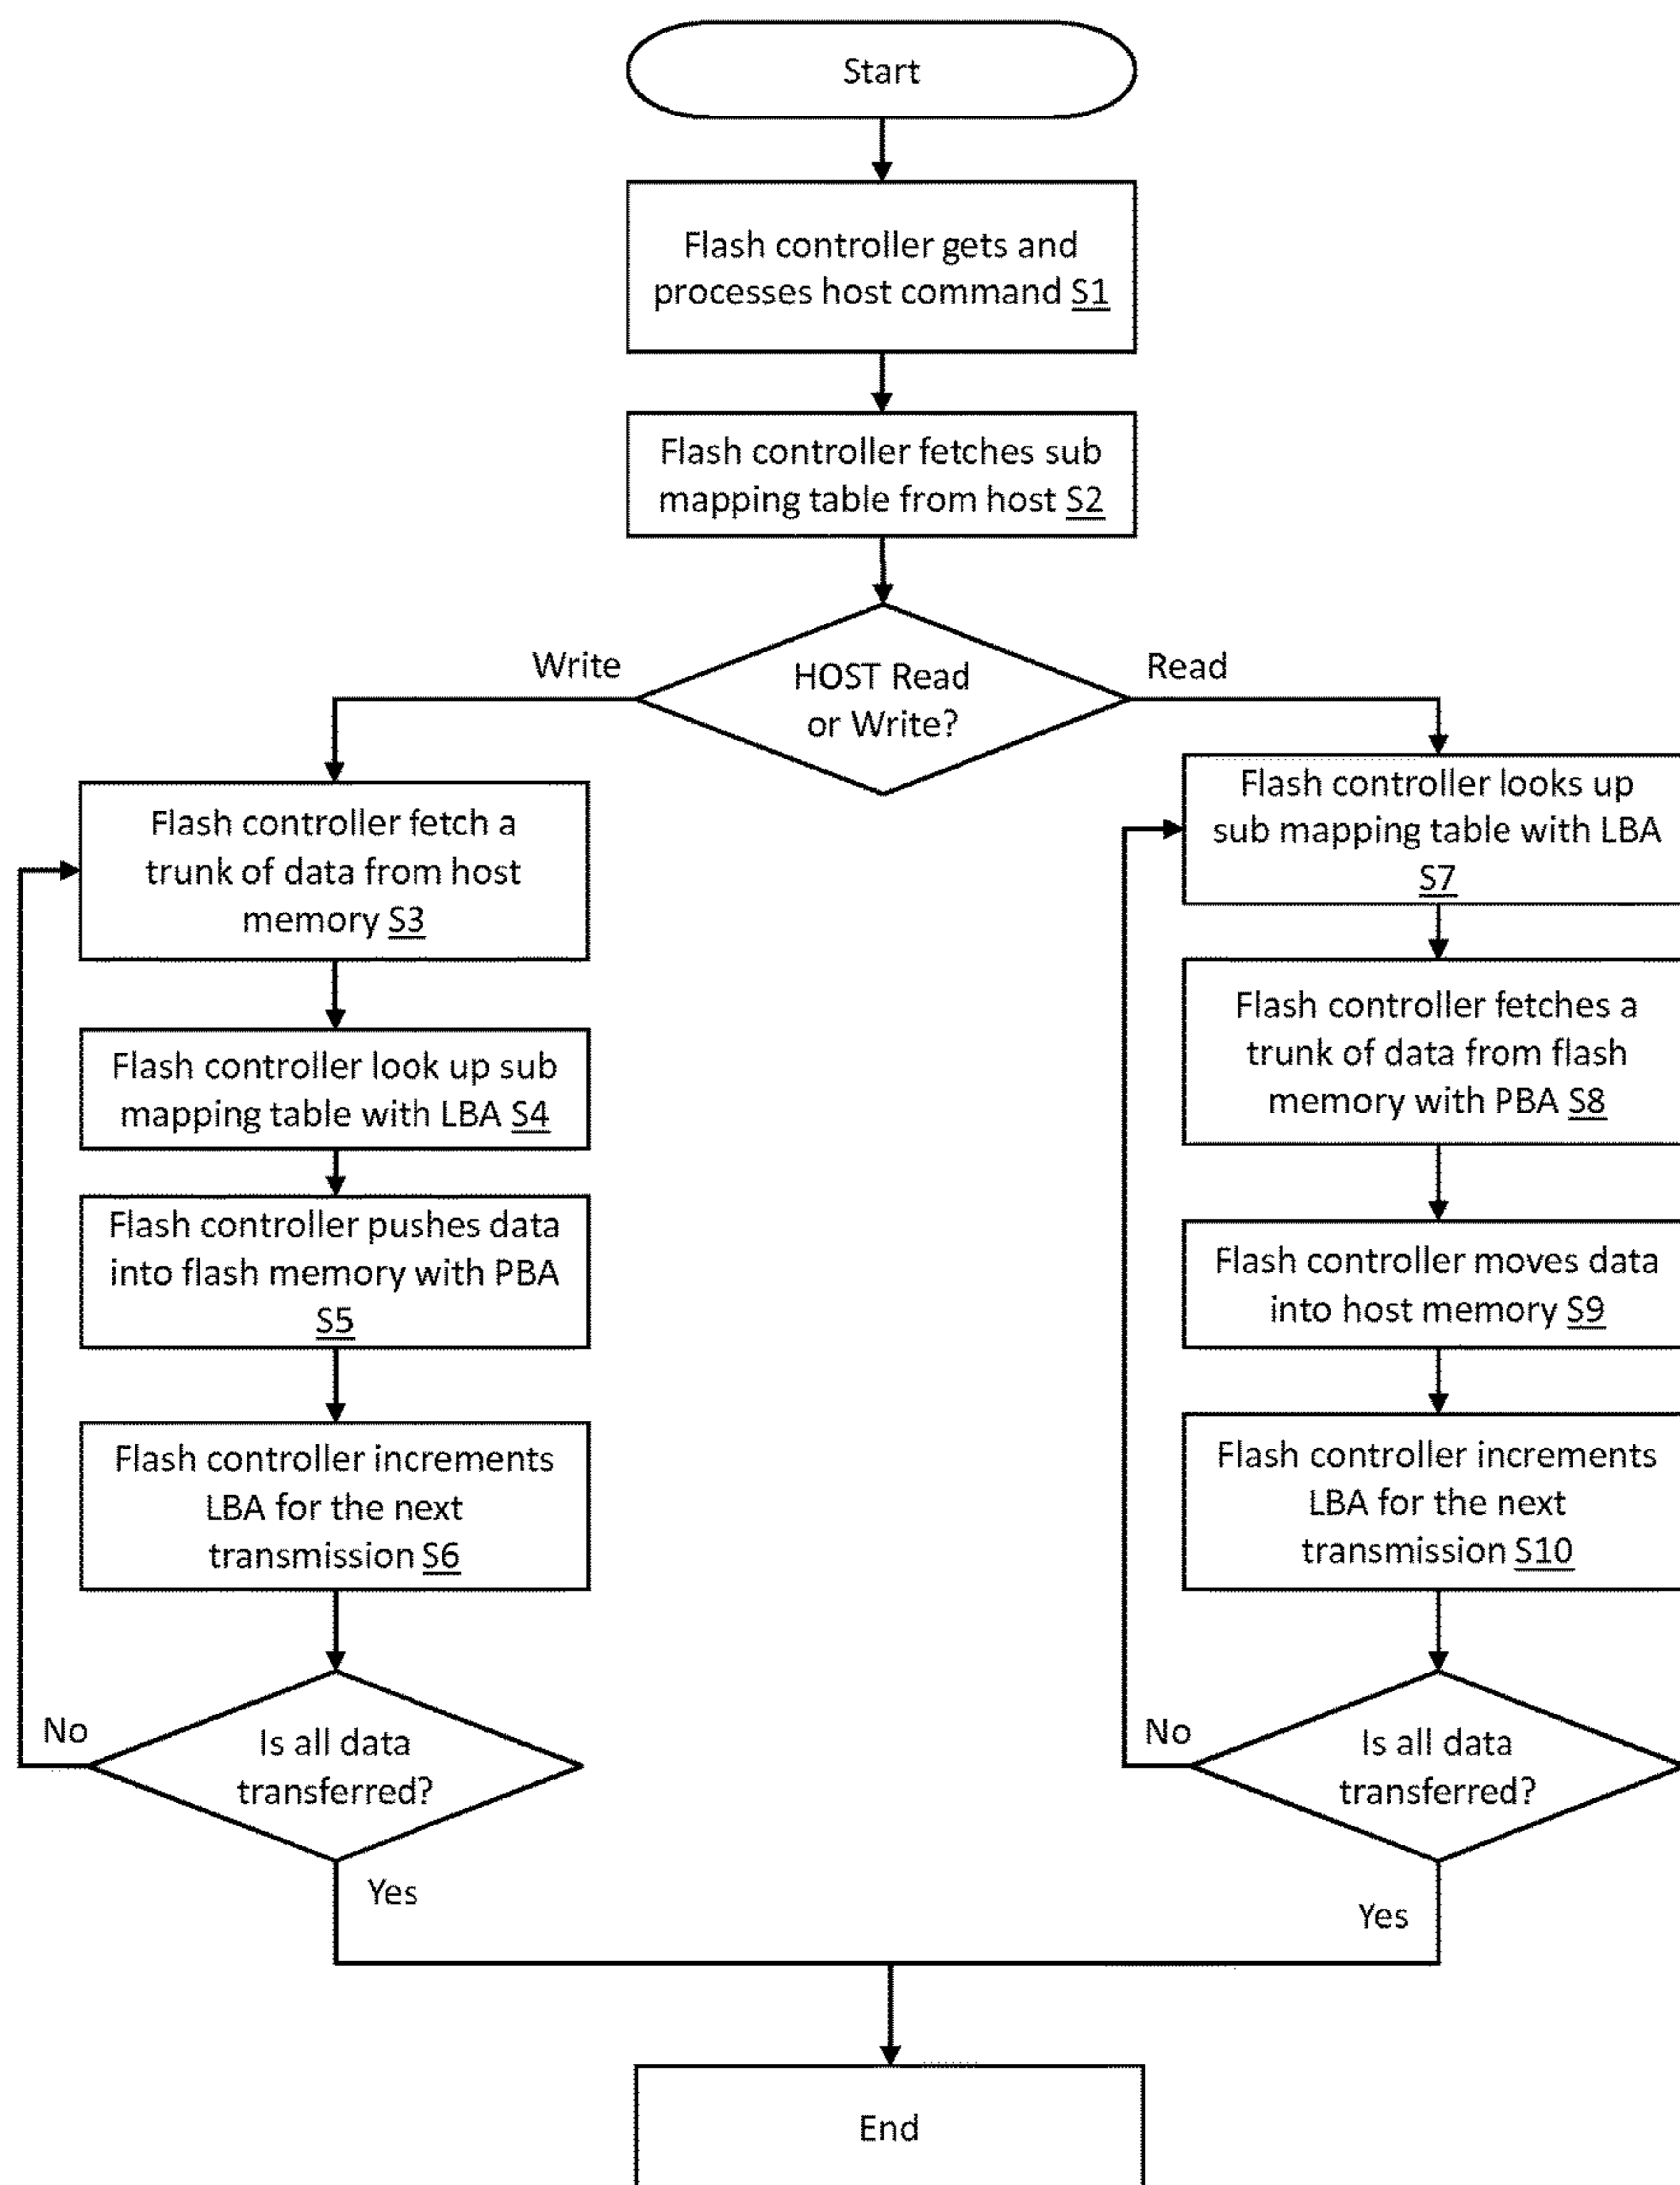 Start
Flash controller gets and
processes host command S1
Flash controller fetches sub
mapping table from host S2
HOST Read
or Write?
Write
Read
Flash controller fetch a
trunk of data from host
memory S3
Flash controller look up sub
mapping table with LBA S4
Flash controller pushes data
into flash memory with PBA
S5
Flash controller increments
LBA for the next
transmission S6
Is all data
transferred?
No
Yes
Flash controller looks up
sub mapping table with LBA
S7
Flash controller fetches a
trunk of data from flash
memory with PBA S8
Flash controller moves data
into host memory S9
Flash controller increments
LBA for the next
transmission S10
Is all data
transferred?
No
Yes
End